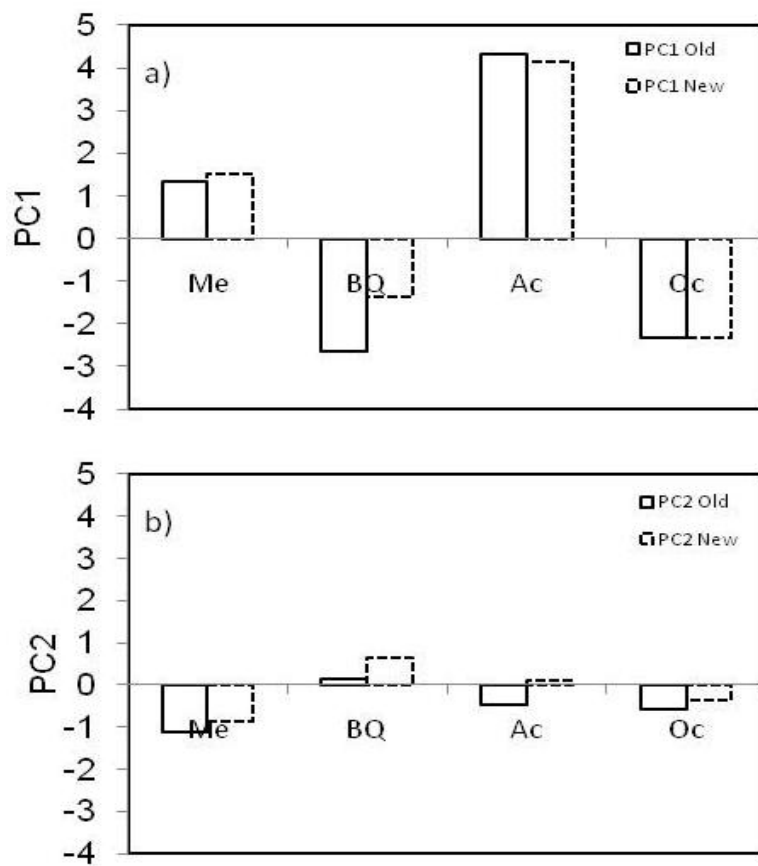 5
4
3
2
1
0
-1
-2
-3
-4
PC1
a)
PC1 Old
PC1 New
Me BQ Ac Oc
5
4
3
2
1
0
-1
-2
-3
-4
PC2
b)
PC2 Old
PC2 New
Me BQ Ac Oc